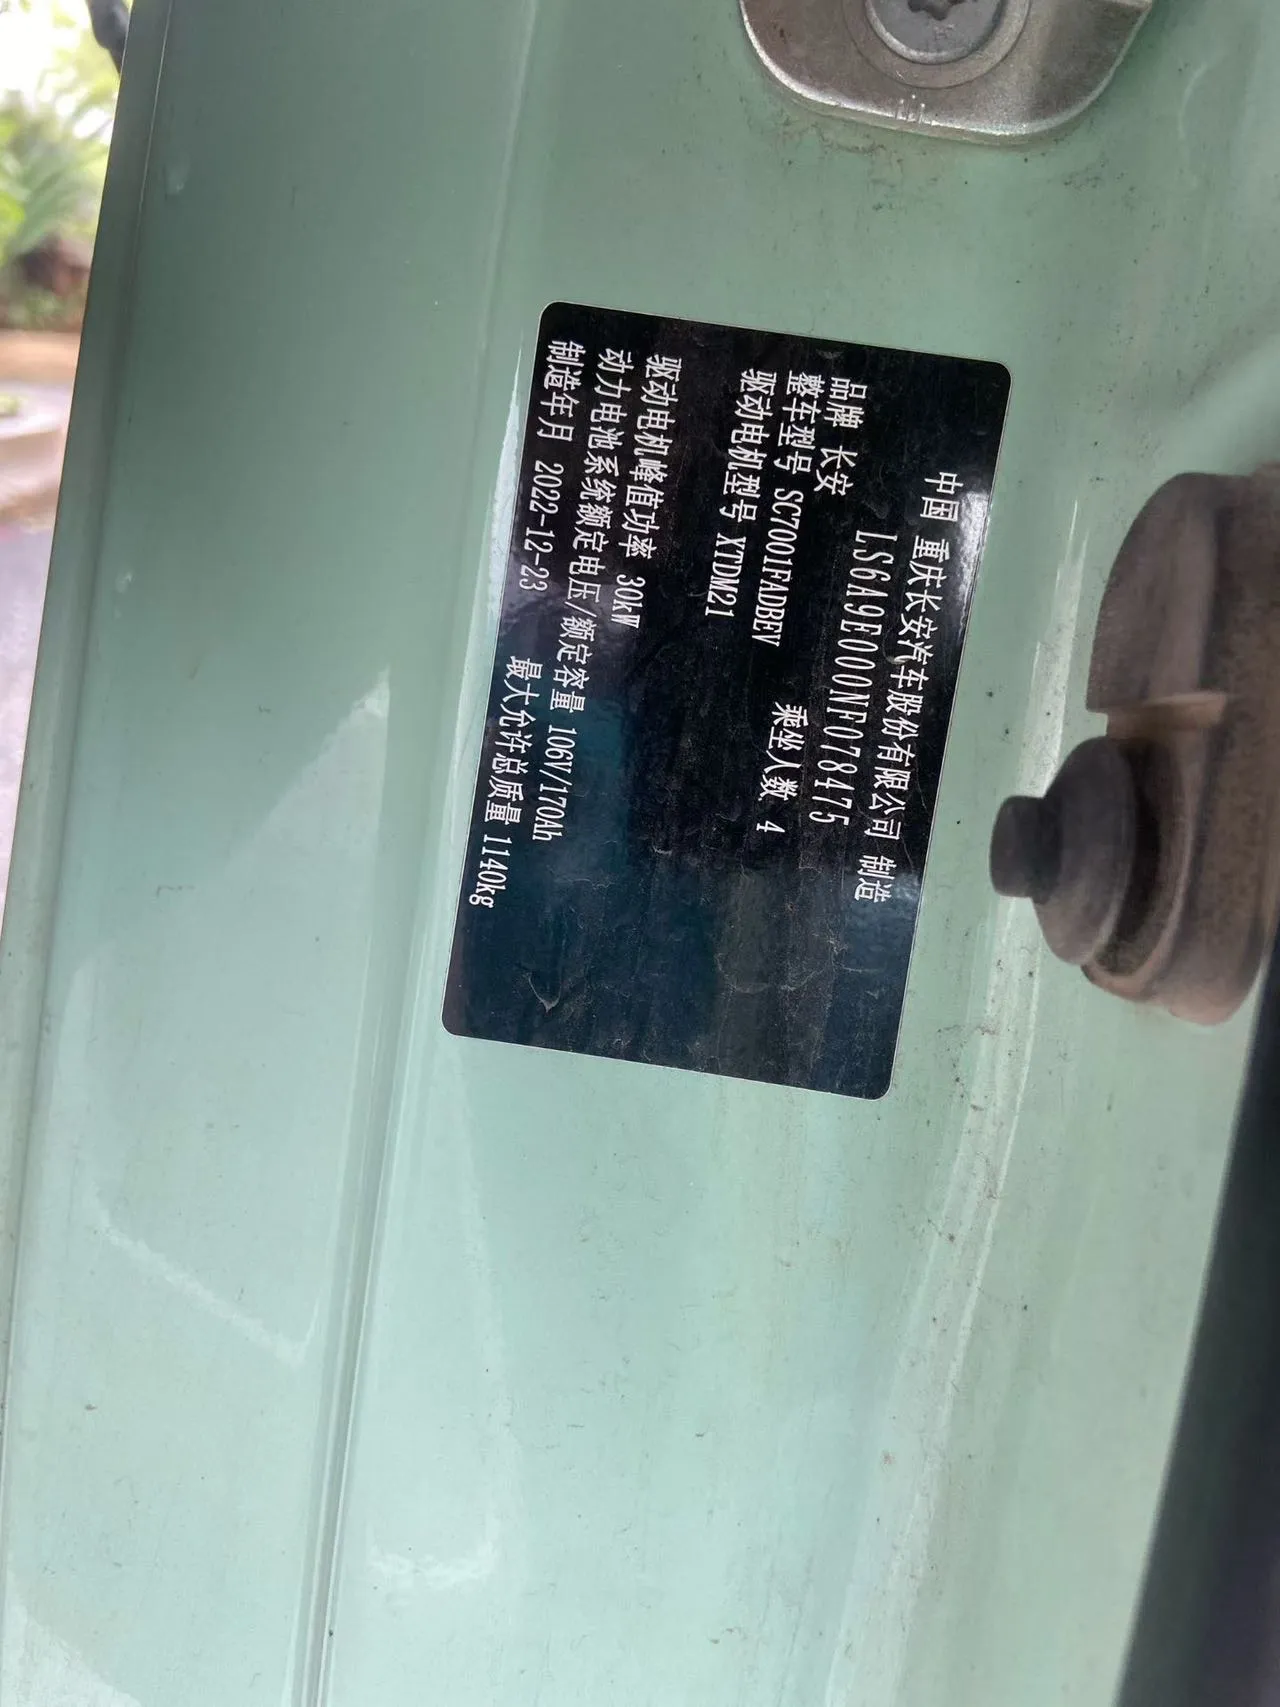 中国 重庆长安汽车股份有限公司 制造
LS6A9E000NF078475
品牌 长安
整车型号 SC7001FADBEV 乘坐人数 4
驱动电机型号 XTDM21
驱动电机峰值功率 30kW
动力电池系统额定电压/额定容量 106V/170Ah
制造年月 2022-12-23 最大允许总质量 1140kg